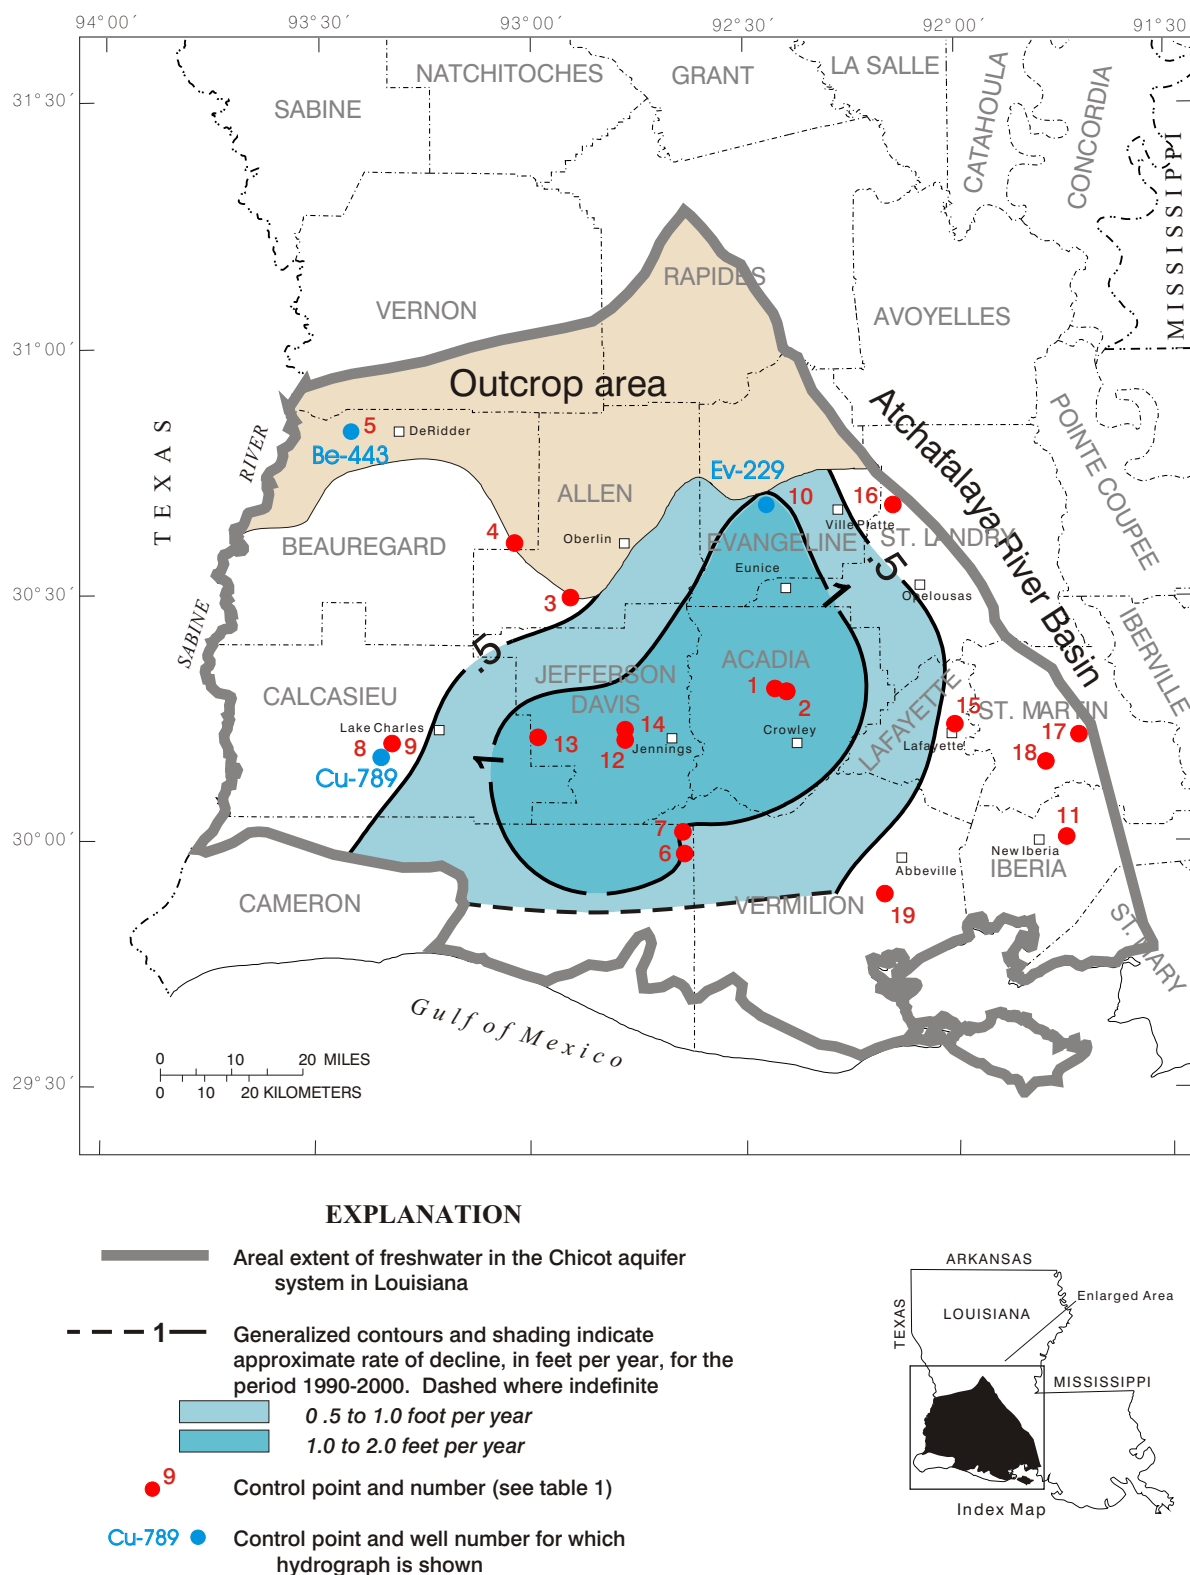 94°00´ 93°30´ 93°00´ 92°30´ 92°00´ 91°30´
31°30´
31°00´
30°30´
30°00´
29°30´
NATCHITOCHES
GRANT
LA SALLE
SABINE
CATAHOULA
CONCORDIA
MISSISSIPPI
RAPIDES
VERNON
AVOYELLES
Outcrop area
Atchafalaya River Basin
POINTE COUPEE
TEXAS
RIVER
SABINE
5
DeRidder
Be-443
Ev-229
10
16
ALLEN
Ville Platte
ST. LANDRY
4
Oberlin
EVANGELINE
BEAUREGARD
Eunice
.5
Opelousas
3
1
IBERVILLE
.5
JEFFERSON
DAVIS
ACADIA
1
2
CALCASIEU
LAFAYETTE
15
ST. MARTIN
17
Lake Charles
8
9
Cu-789
13
14
12
Jennings
Crowley
Lafayette
18
1
7
6
11
New Iberia
IBERIA
Abbeville
CAMERON
VERMILION
19
ST. MARY
Gulf of Mexico
0 10 20 MILES
0 10 20 KILOMETERS
EXPLANATION
Areal extent of freshwater in the Chicot aquifer
system in Louisiana
1
Generalized contours and shading indicate
approximate rate of decline, in feet per year, for the
period 1990-2000. Dashed where indefinite
0 .5 to 1.0 foot per year
1.0 to 2.0 feet per year
9
Control point and number (see table 1)
Cu-789
Control point and well number for which
hydrograph is shown
ARKANSAS
Enlarged Area
TEXAS
LOUISIANA
MISSISSIPPI
Index Map